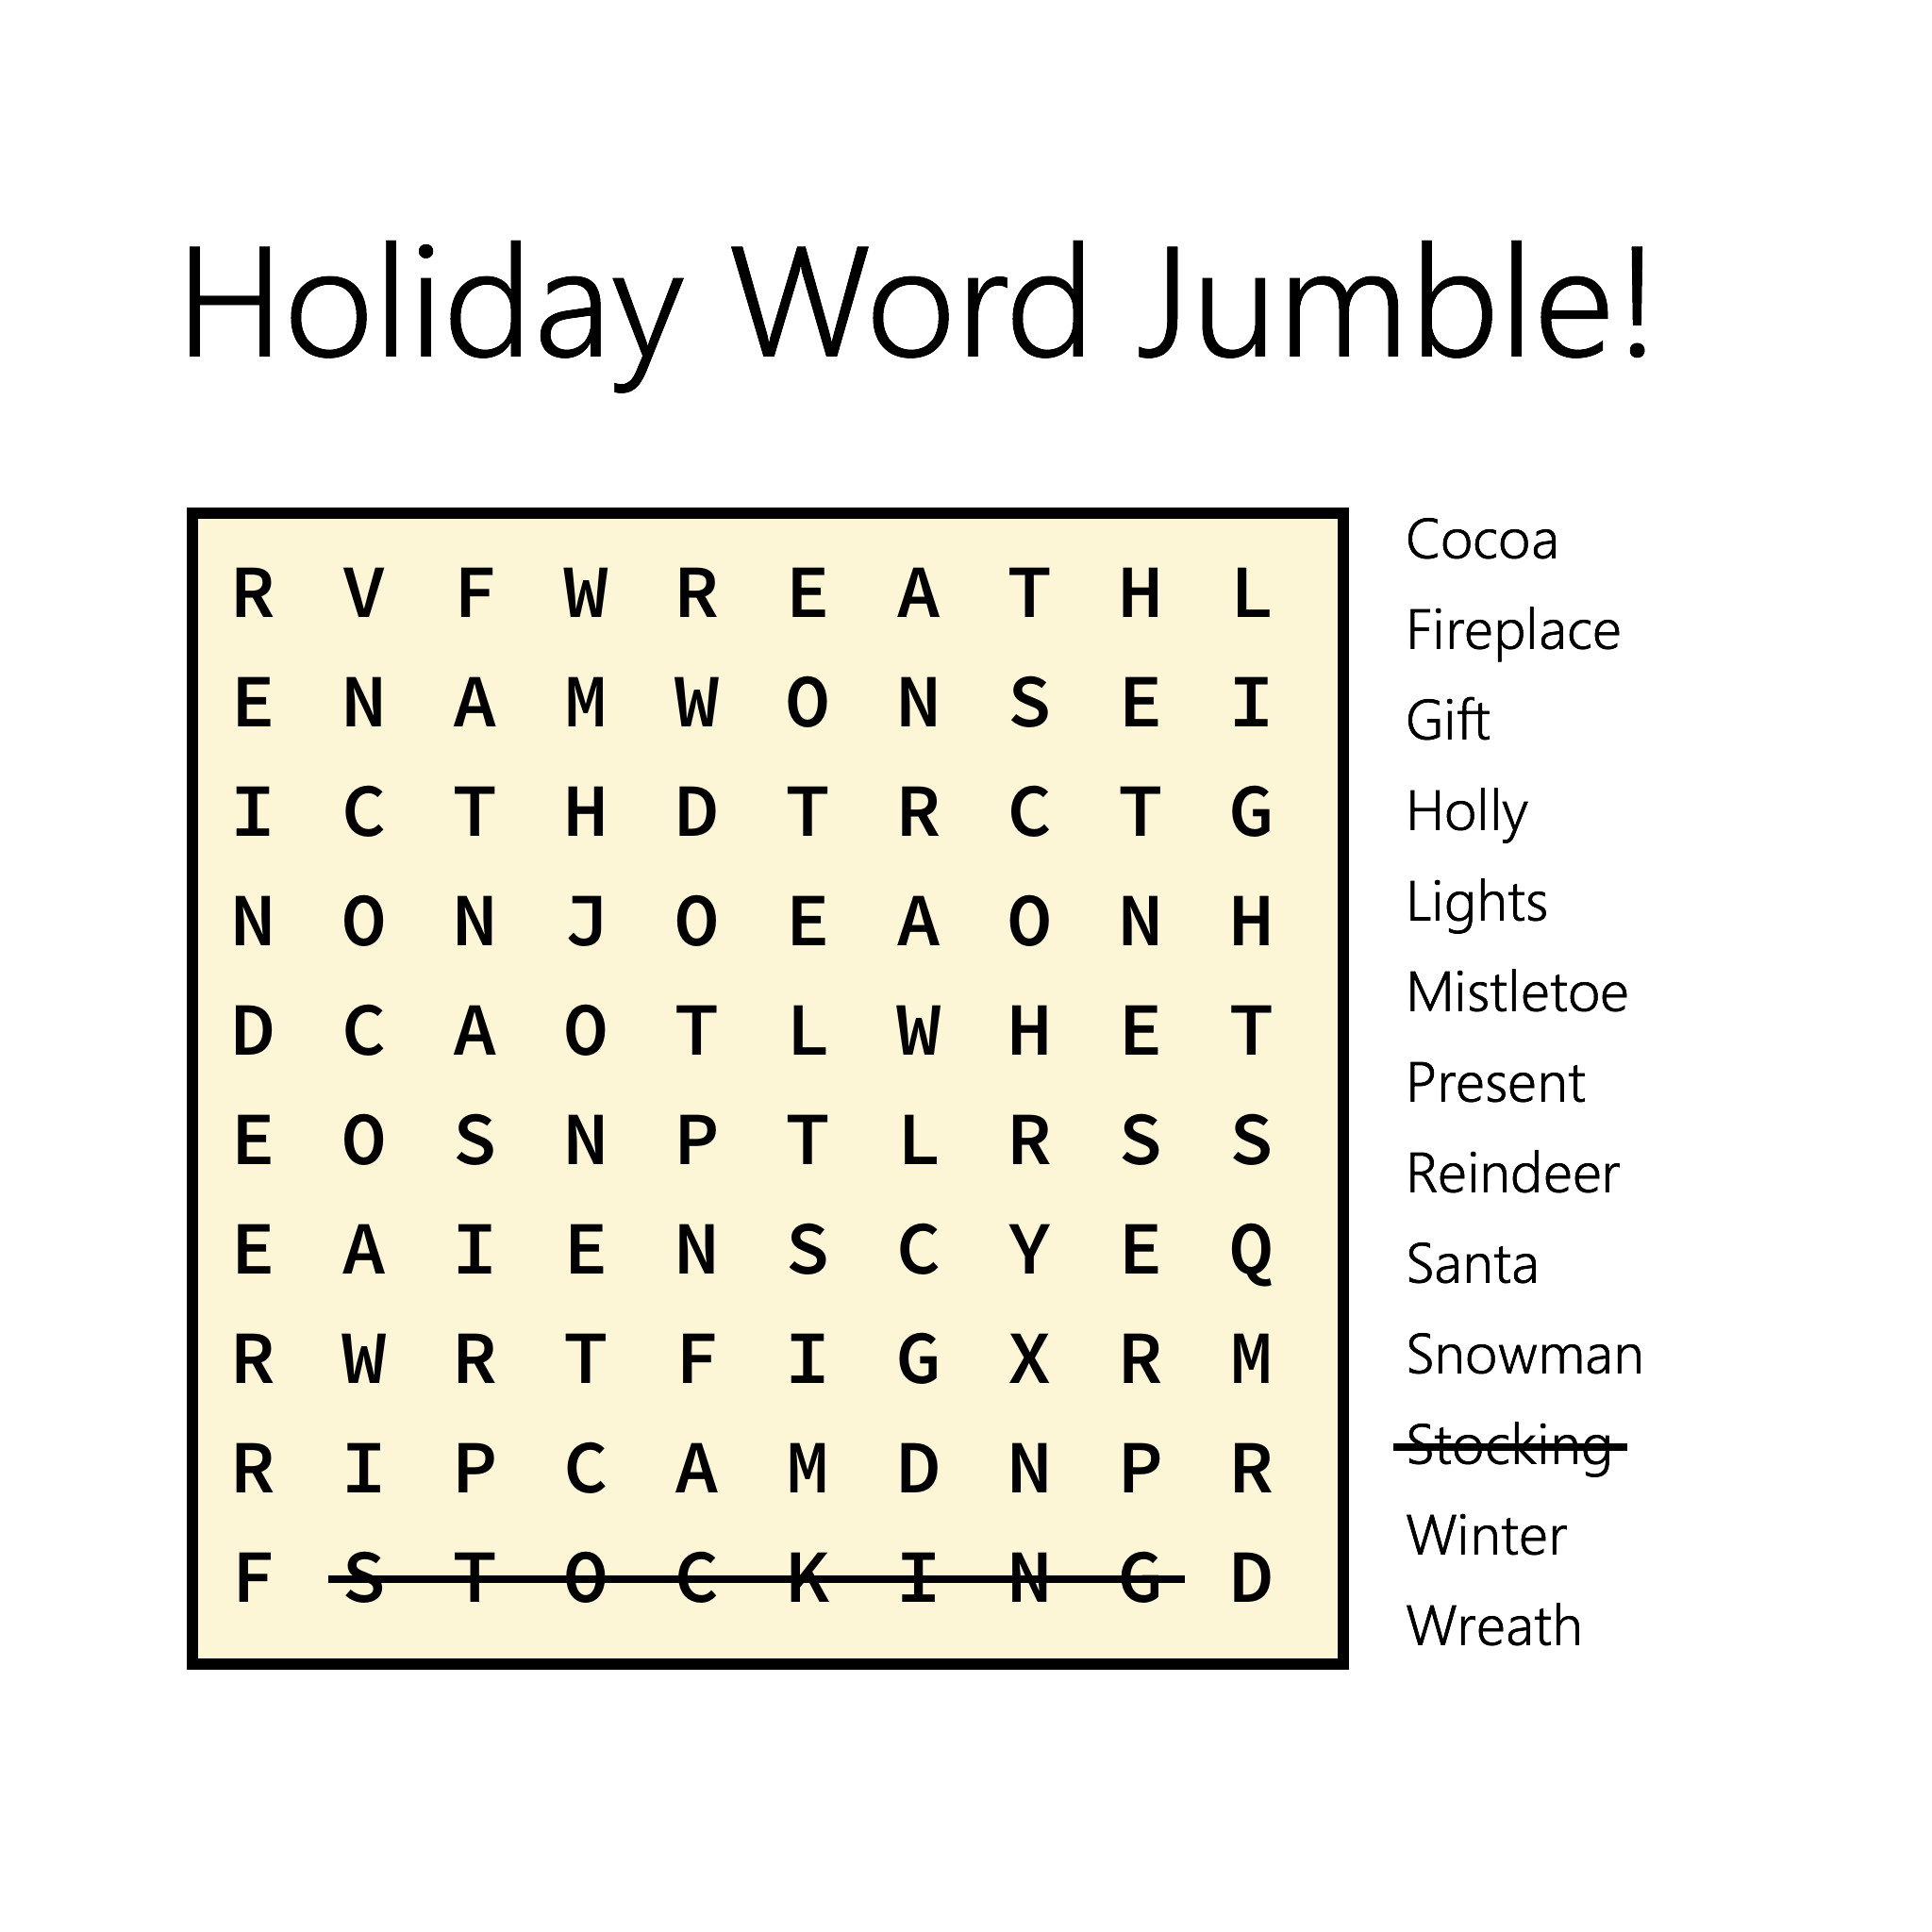 Holiday Word Jumble!
R V F W R E A T H L
E N A M W O N S E I
I C T H D T R C T G
N O N J O E A O N H
D C A O T L W H E T
E O S N P T L R S S
E A I E N S C Y E Q
R W R T F I G X R M
R I P C A M D N P R
F S T O C K I N G D
Cocoa
Fireplace
Gift
Holly
Lights
Mistletoe
Present
Reindeer
Santa
Snowman
Stocking
Winter
Wreath